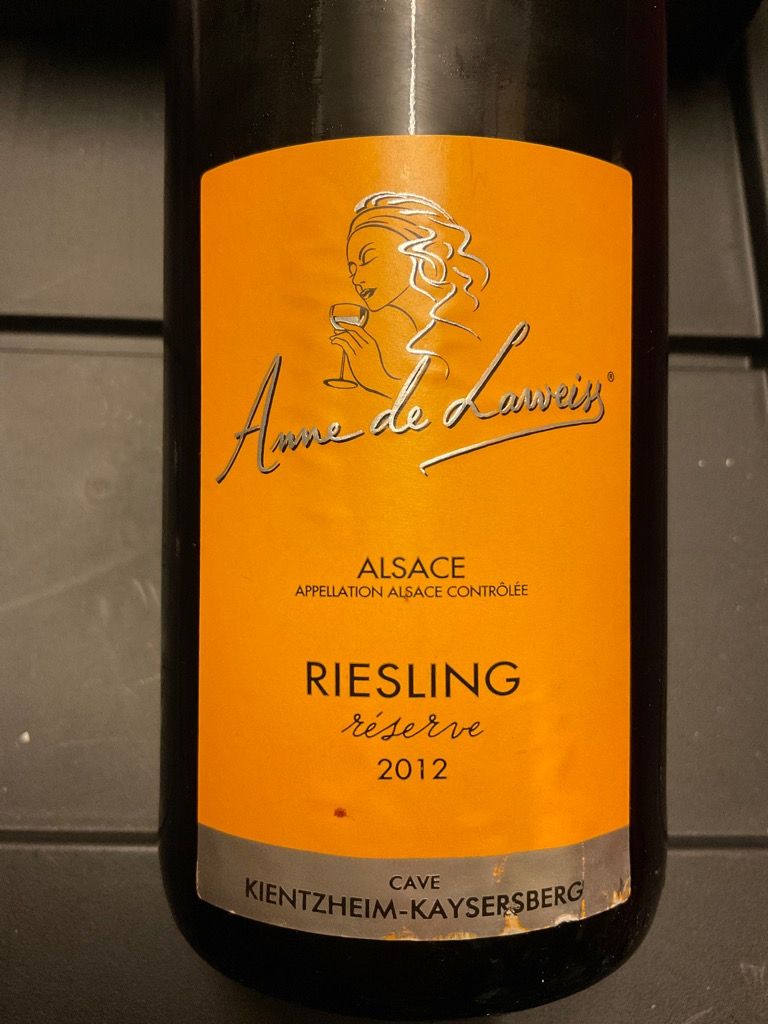 Anne de Laweiss®
ALSACE
APPELLATION ALSACE CONTRÔLÉE
RIESLING
réserve
2012
CAVE
KIENTZHEIM-KAYSERSBERG